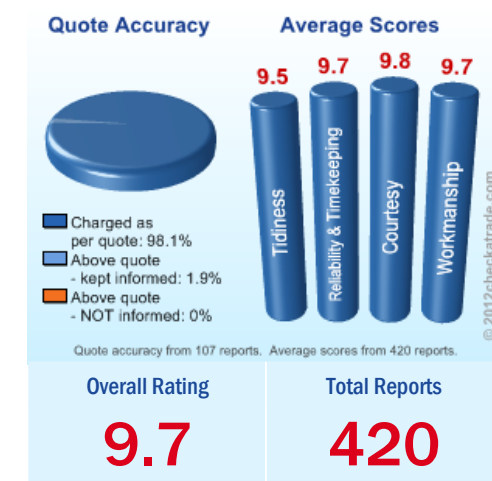 Quote Accuracy
Average Scores
9.5
9.7
9.8
9.7
Tidiness
Reliability & Timekeeping
Courtesy
Workmanship
Charged as
per quote: 98.1%
Above quote
- kept informed: 1.9%
Above quote
- NOT informed: 0%
© 2012checkatrade.com
Quote accuracy from 107 reports. Average scores from 420 reports.
Overall Rating
Total Reports
9.7
420